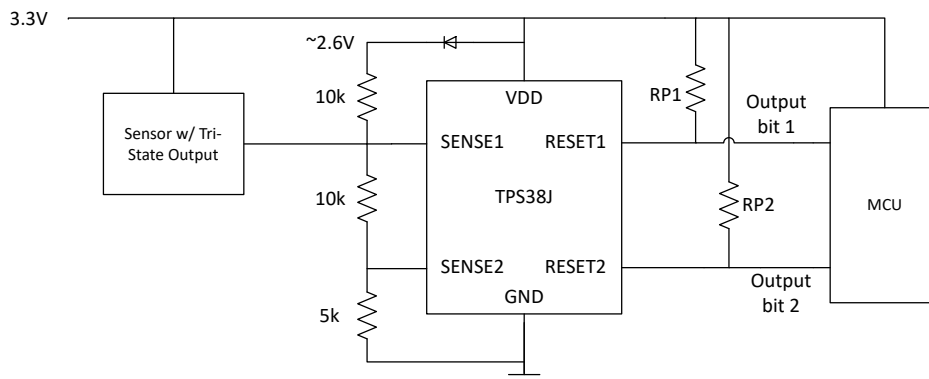 3.3V
~2.6V
10k
VDD
RP1
Output
bit 1
Sensor w/ Tri-
State Output
SENSE1
RESET1
10k
TPS38J
RP2
MCU
SENSE2
RESET2
GND
Output
bit 2
5k